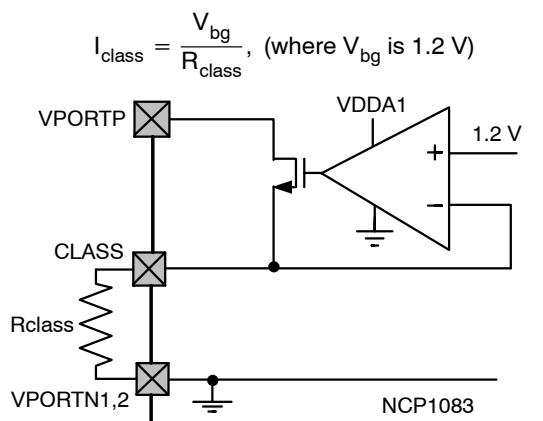 I_class = V_bg / R_class, (where V_bg is 1.2 V)
VPORTP
VDDA1
1.2 V
+
−
CLASS
Rclass
VPORTN1,2
NCP1083